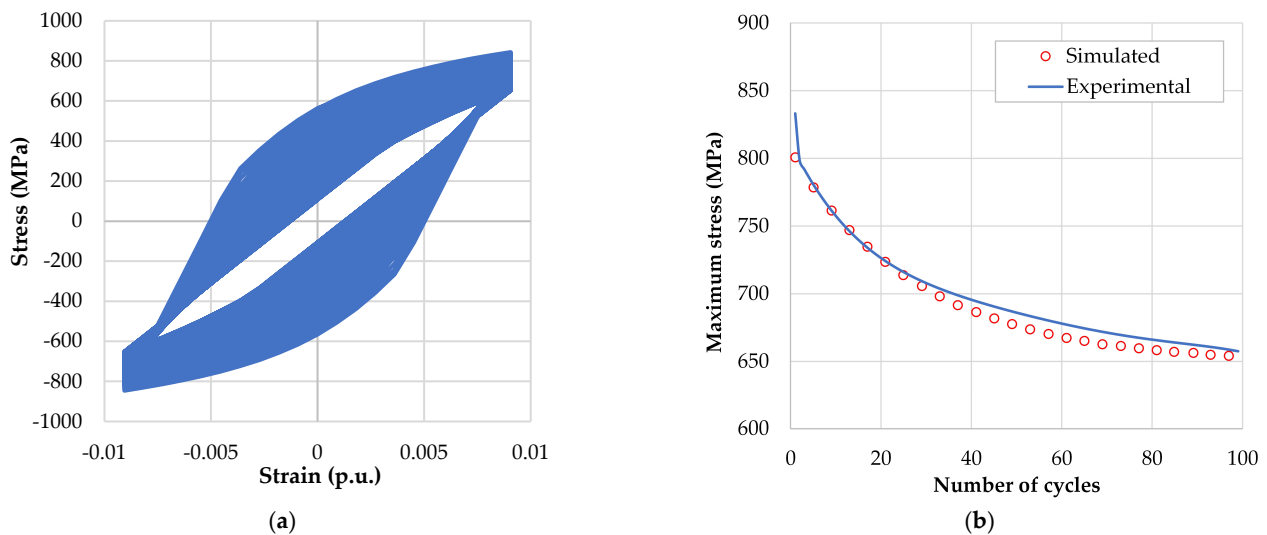 1000
800
600
400
200
0
-200
-400
-600
-800
-1000
-0.01 -0.005 0 0.005 0.01
Stress (MPa)
Strain (p.u.)
(a)
900
850
800
750
700
650
600
0 20 40 60 80 100
Maximum stress (MPa)
Number of cycles
Simulated
Experimental
(b)